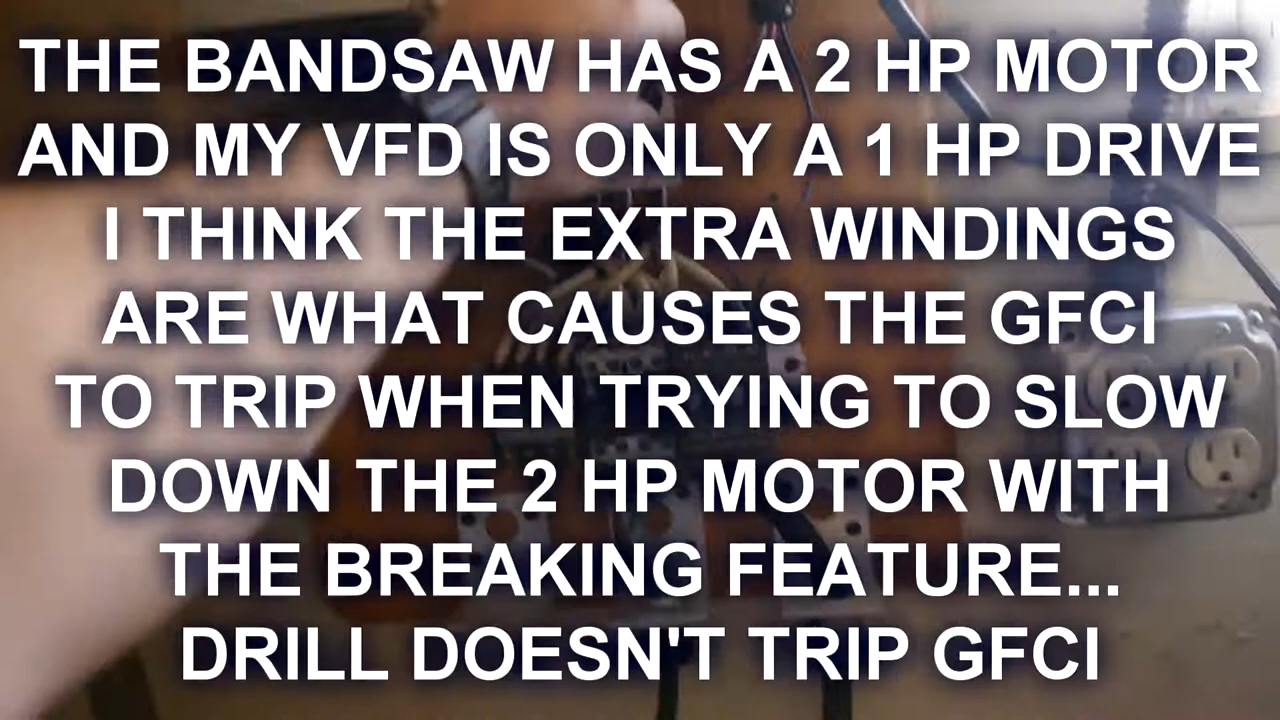 THE BANDSAW HAS A 2 HP MOTOR
AND MY VFD IS ONLY A 1 HP DRIVE
I THINK THE EXTRA WINDINGS
ARE WHAT CAUSES THE GFCI
TO TRIP WHEN TRYING TO SLOW
DOWN THE 2 HP MOTOR WITH
THE BREAKING FEATURE...
DRILL DOESN'T TRIP GFCI